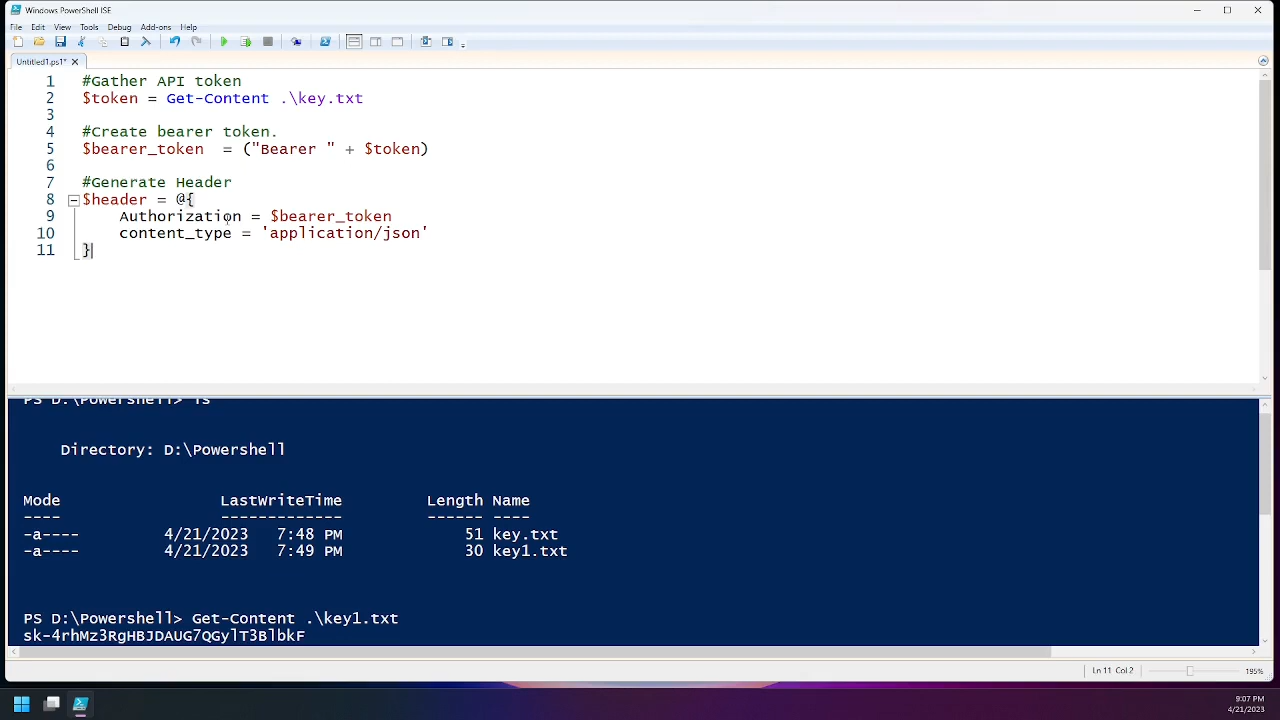 Windows PowerShell ISE
File Edit View Tools Debug Add-ons Help
Untitled1.ps1*
1 #Gather API token
2 $token = Get-Content .\key.txt
3
4 #Create bearer token.
5 $bearer_token = ("Bearer " + $token)
6
7 #Generate Header
8 $header = @{
9 Authorization = $bearer_token
10 content_type = 'application/json'
11 }
PS D:\Powershell> ls
Directory: D:\Powershell
Mode LastWriteTime Length Name
---- ------------- ------ ----
-a---- 4/21/2023 7:48 PM 51 key.txt
-a---- 4/21/2023 7:49 PM 30 key1.txt
PS D:\Powershell> Get-Content .\key1.txt
sk-4rhMz3RgHBJDAUG7QGylT3BlbkF
Ln 11 Col 2 195%
9:07 PM
4/21/2023